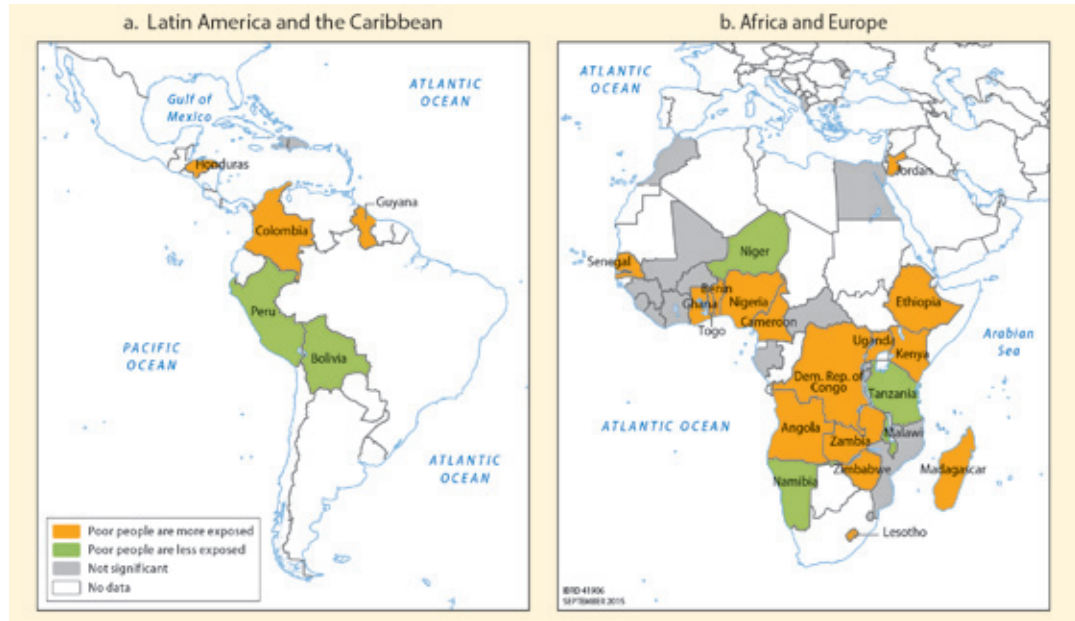 a. Latin America and the Caribbean
ATLANTIC
OCEAN
Gulf of
Mexico
Honduras
Guyana
Colombia
Peru
Bolivia
PACIFIC
OCEAN
ATLANTIC
OCEAN
Poor people are more exposed
Poor people are less exposed
Not significant
No data
b. Africa and Europe
ATLANTIC
OCEAN
Jordan
Niger
Senegal
Benin
Ghana
Nigeria
Togo
Cameroon
Ethiopia
Uganda
Kenya
Arabian
Sea
Dem. Rep. of
Congo
Tanzania
ATLANTIC OCEAN
Angola
Malawi
Zambia
Zimbabwe
Madagascar
Namibia
Lesotho
IBRD 41906
SEPTEMBER 2015